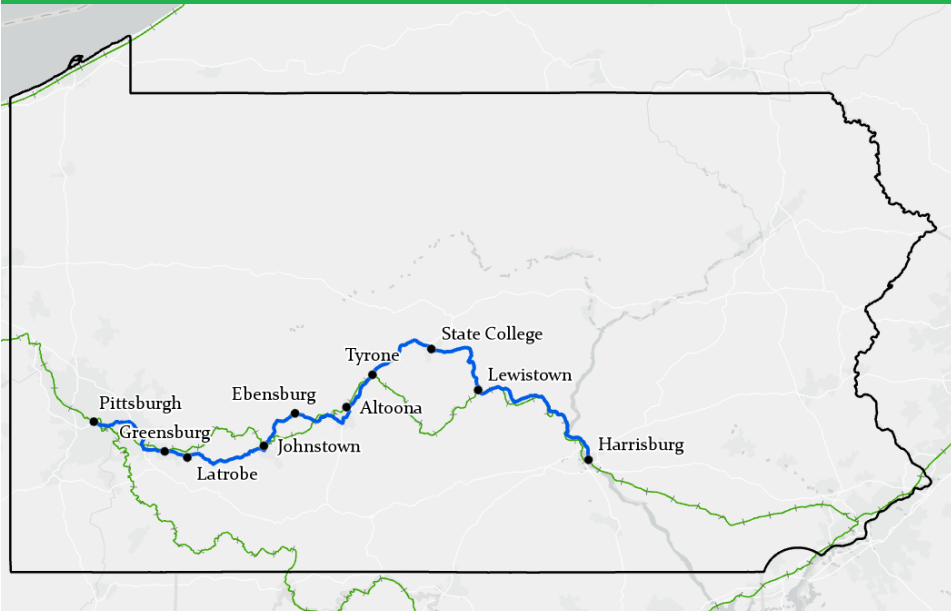 State College
Tyrone
Lewistown
Ebensburg
Pittsburgh
Altoona
Greensburg
Harrisburg
Johnstown
Latrobe